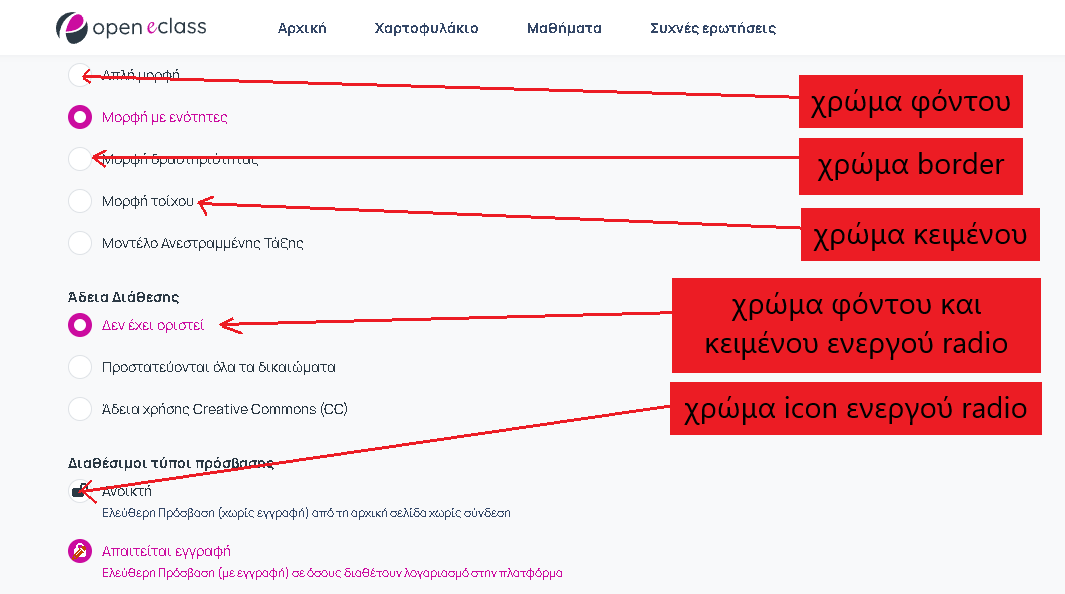 open eclass
Αρχική
Χαρτοφυλάκιο
Μαθήματα
Συχνές ερωτήσεις
Απλή μορφή
χρώμα φόντου
Μορφή με ενότητες
Μορφή δραστηριότητας
χρώμα border
Μορφή τοίχου
χρώμα κειμένου
Μοντέλο Ανεστραμμένης Τάξης
Άδεια Διάθεσης
Δεν έχει οριστεί
χρώμα φόντου και
κειμένου ενεργού radio
Προστατεύονται όλα τα δικαιώματα
Άδεια χρήσης Creative Commons (CC)
χρώμα icon ενεργού radio
Διαθέσιμοι τύποι πρόσβασης
Ανοικτή
Ελεύθερη Πρόσβαση (χωρίς εγγραφή) από τη αρχική σελίδα χωρίς σύνδεση
Απαιτείται εγγραφή
Ελεύθερη Πρόσβαση (με εγγραφή) σε όσους διαθέτουν λογαριασμό στην πλατφόρμα